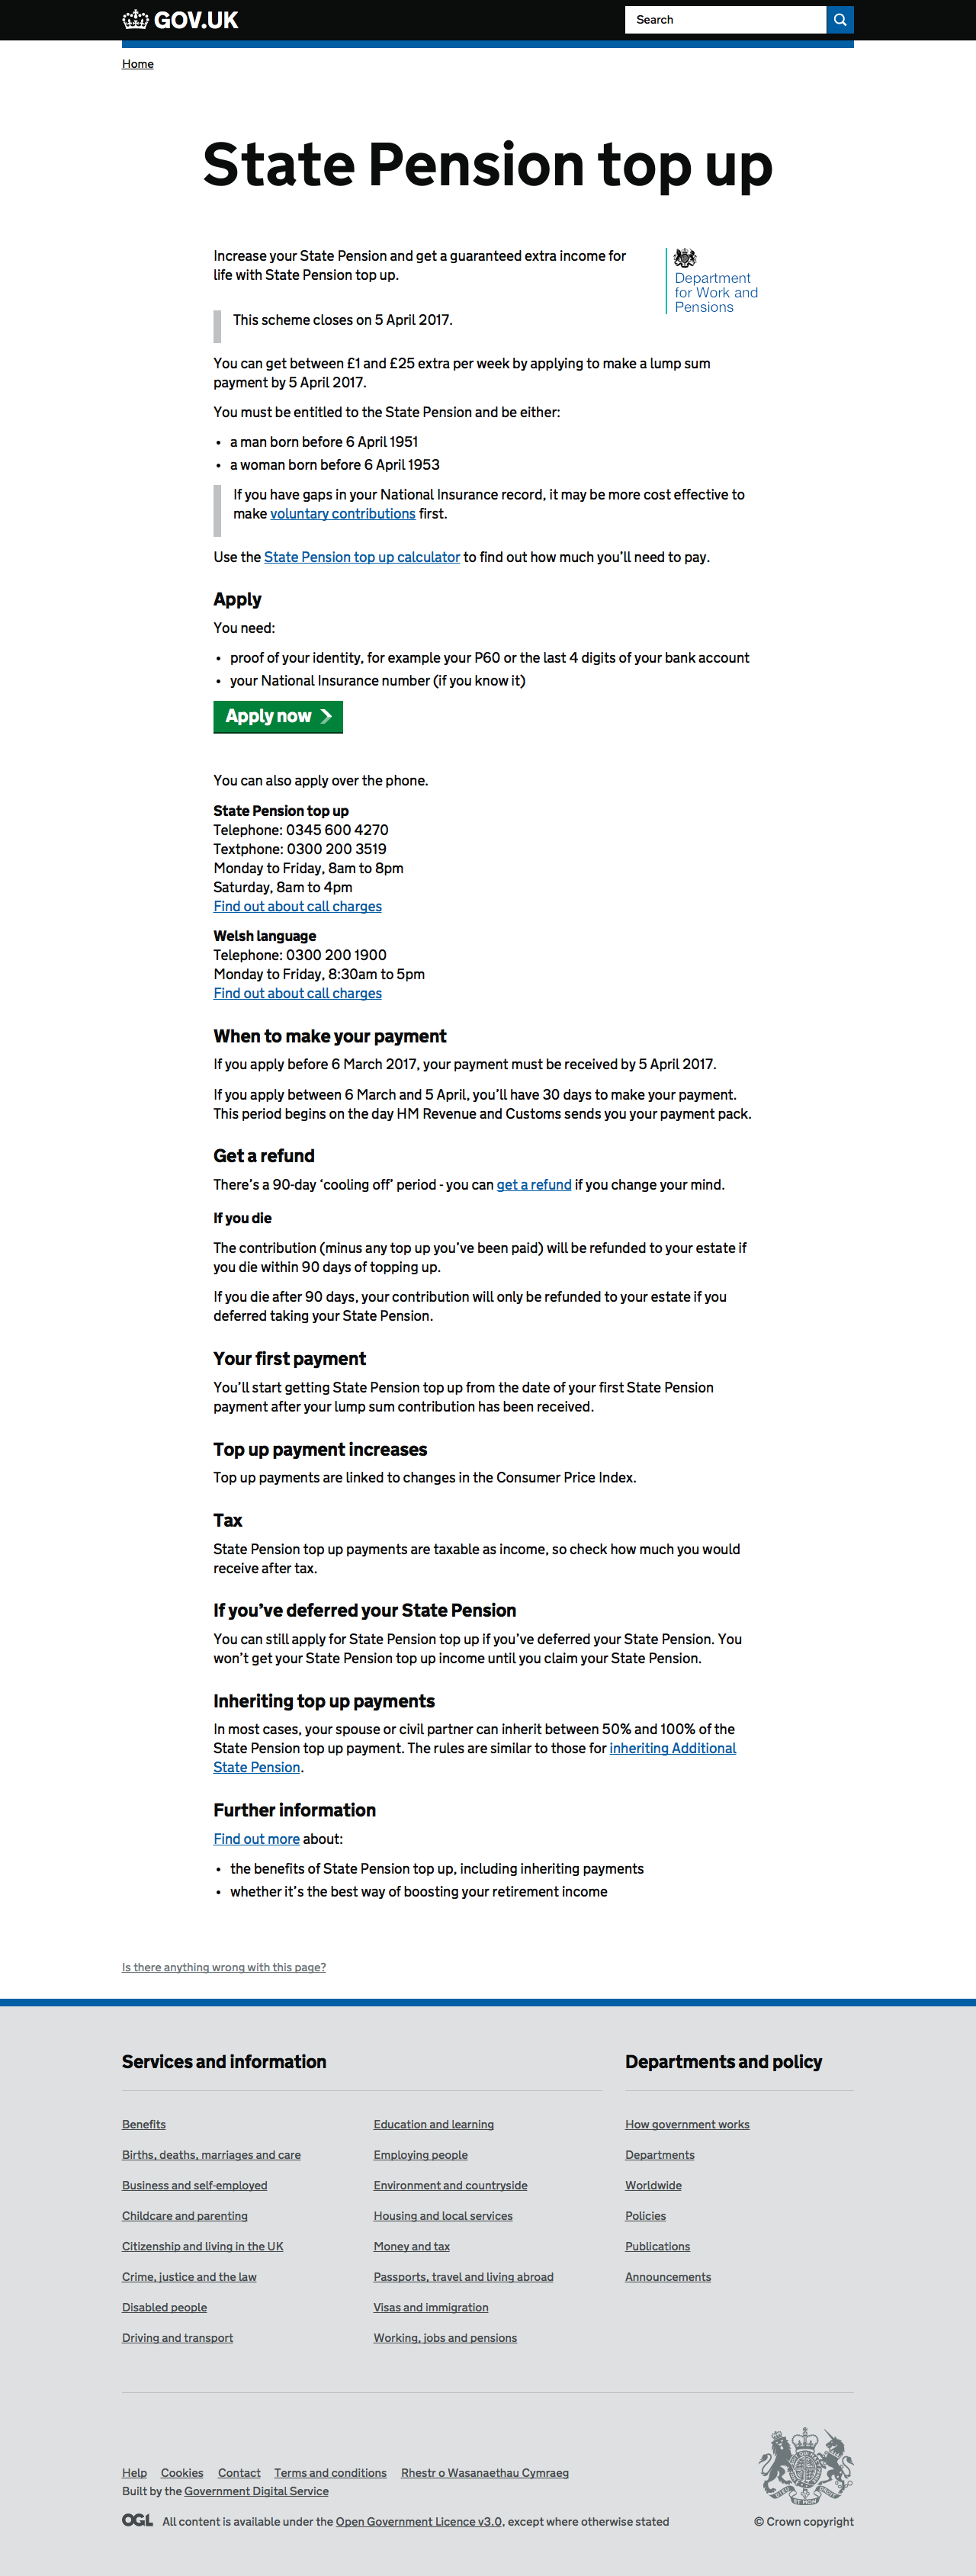 GOV.UK
Search
Home
State Pension top up
Increase your State Pension and get a guaranteed extra income for
life with State Pension top up.
Department
for Work and
Pensions
This scheme closes on 5 April 2017.
You can get between £1 and £25 extra per week by applying to make a lump sum
payment by 5 April 2017.
You must be entitled to the State Pension and be either:
• a man born before 6 April 1951
• a woman born before 6 April 1953
If you have gaps in your National Insurance record, it may be more cost effective to
make voluntary contributions first.
Use the State Pension top up calculator to find out how much you’ll need to pay.
Apply
You need:
• proof of your identity, for example your P60 or the last 4 digits of your bank account
• your National Insurance number (if you know it)
Apply now
You can also apply over the phone.
State Pension top up
Telephone: 0345 600 4270
Textphone: 0300 200 3519
Monday to Friday, 8am to 8pm
Saturday, 8am to 4pm
Find out about call charges
Welsh language
Telephone: 0300 200 1900
Monday to Friday, 8:30am to 5pm
Find out about call charges
When to make your payment
If you apply before 6 March 2017, your payment must be received by 5 April 2017.
If you apply between 6 March and 5 April, you’ll have 30 days to make your payment.
This period begins on the day HM Revenue and Customs sends you your payment pack.
Get a refund
There’s a 90-day ‘cooling off’ period - you can get a refund if you change your mind.
If you die
The contribution (minus any top up you’ve been paid) will be refunded to your estate if
you die within 90 days of topping up.
If you die after 90 days, your contribution will only be refunded to your estate if you
deferred taking your State Pension.
Your first payment
You’ll start getting State Pension top up from the date of your first State Pension
payment after your lump sum contribution has been received.
Top up payment increases
Top up payments are linked to changes in the Consumer Price Index.
Tax
State Pension top up payments are taxable as income, so check how much you would
receive after tax.
If you’ve deferred your State Pension
You can still apply for State Pension top up if you’ve deferred your State Pension. You
won’t get your State Pension top up income until you claim your State Pension.
Inheriting top up payments
In most cases, your spouse or civil partner can inherit between 50% and 100% of the
State Pension top up payment. The rules are similar to those for inheriting Additional
State Pension.
Further information
Find out more about:
• the benefits of State Pension top up, including inheriting payments
• whether it’s the best way of boosting your retirement income
Is there anything wrong with this page?
Services and information
Benefits
Births, deaths, marriages and care
Business and self-employed
Childcare and parenting
Citizenship and living in the UK
Crime, justice and the law
Disabled people
Driving and transport
Education and learning
Employing people
Environment and countryside
Housing and local services
Money and tax
Passports, travel and living abroad
Visas and immigration
Working, jobs and pensions
Departments and policy
How government works
Departments
Worldwide
Policies
Publications
Announcements
Help Cookies Contact Terms and conditions Rhestr o Wasanaethau Cymraeg
Built by the Government Digital Service
OGL All content is available under the Open Government Licence v3.0, except where otherwise stated
© Crown copyright